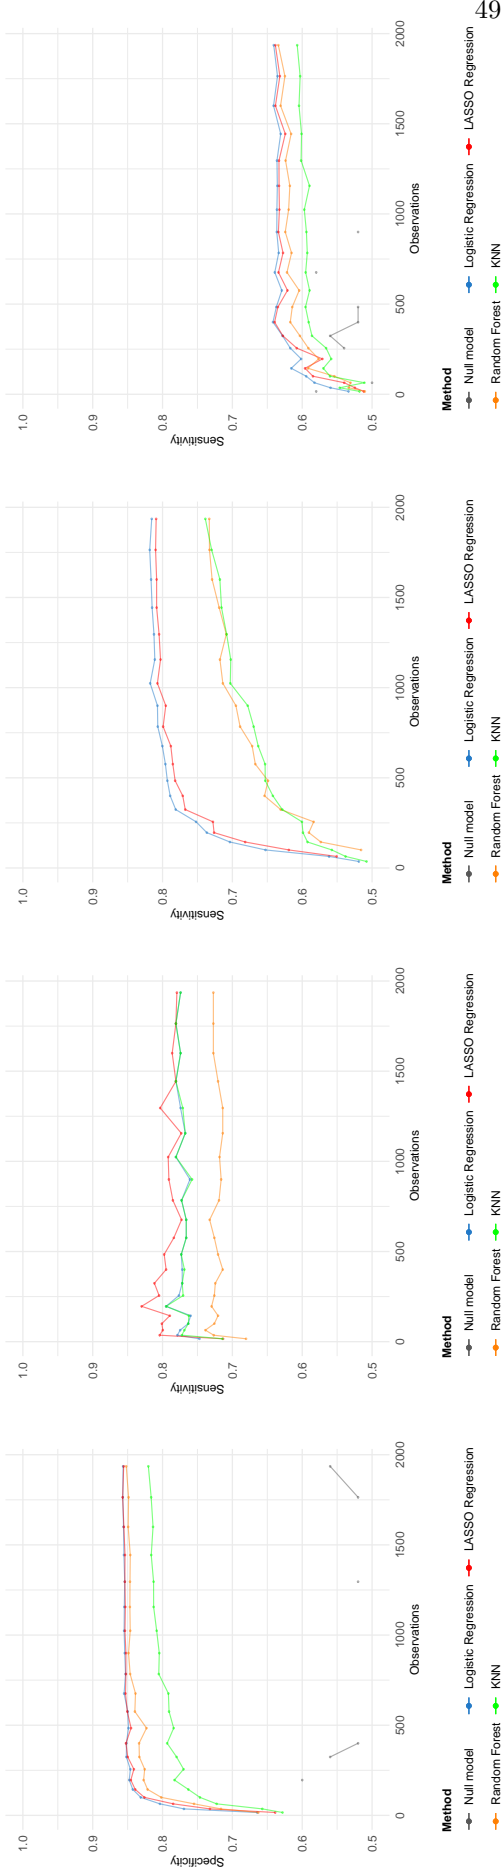 49
1.0
0.9
0.8
0.7
0.6
0.5
Specificity
0 500 1000 1500 2000
Observations
Method
Null model Logistic Regression LASSO Regression
Random Forest KNN
1.0
0.9
0.8
0.7
0.6
0.5
Sensitivity
0 500 1000 1500 2000
Observations
Method
Null model Logistic Regression LASSO Regression
Random Forest KNN
1.0
0.9
0.8
0.7
0.6
0.5
Sensitivity
0 500 1000 1500 2000
Observations
Method
Null model Logistic Regression LASSO Regression
Random Forest KNN
1.0
0.9
0.8
0.7
0.6
0.5
Sensitivity
0 500 1000 1500 2000
Observations
Method
Null model Logistic Regression LASSO Regression
Random Forest KNN